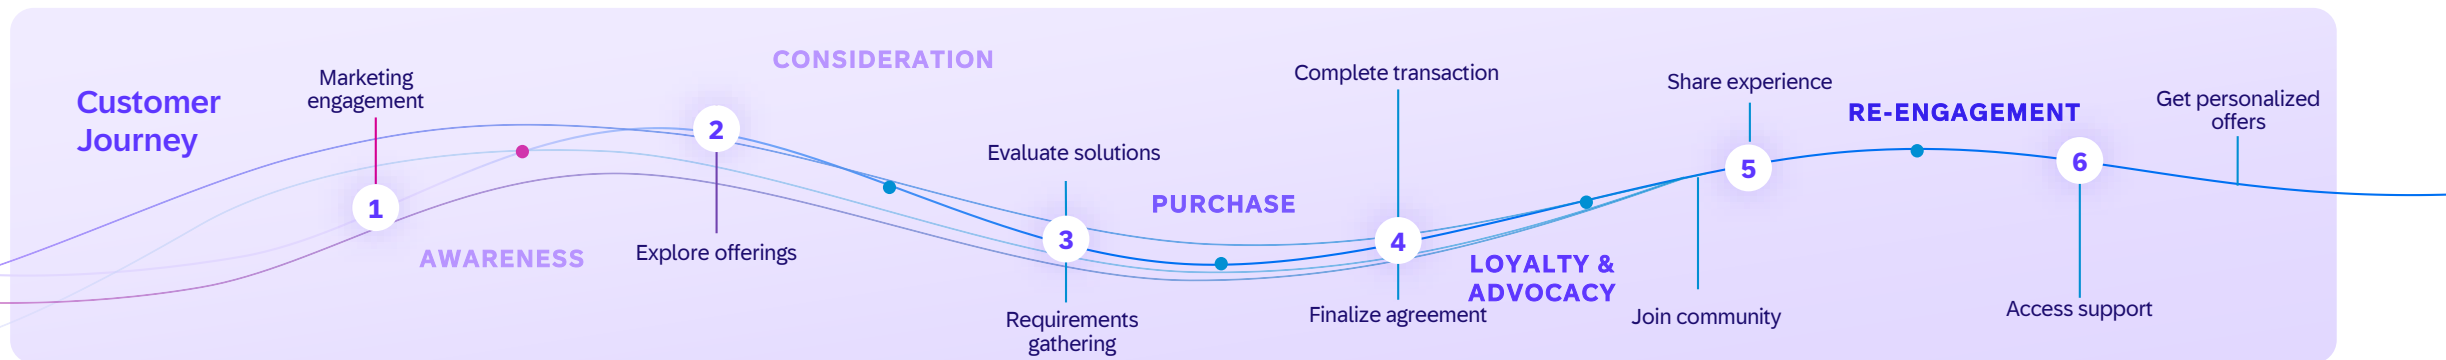 Customer
Journey
Marketing
engagement
1
AWARENESS
2
Explore offerings
CONSIDERATION
Evaluate solutions
3
Requirements
gathering
PURCHASE
Complete transaction
4
Finalize agreement
LOYALTY &
ADVOCACY
Join community
Share experience
5
RE-ENGAGEMENT
6
Access support
Get personalized
offers